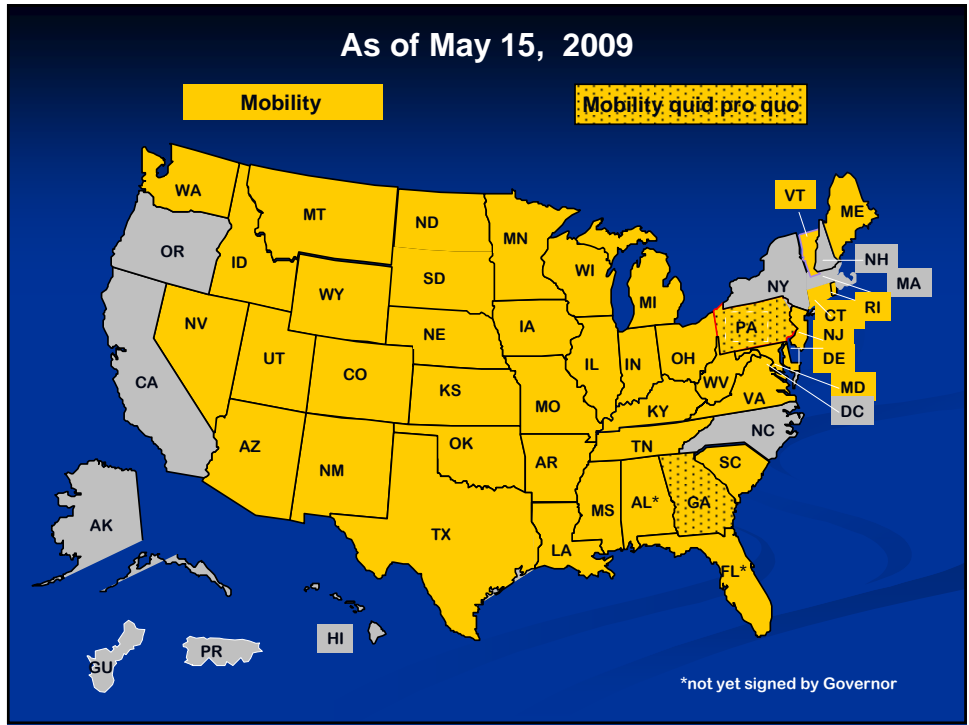 As of May 15, 2009
Mobility
Mobility quid pro quo
WA
MT
ND
MN
VT
ME
OR
ID
SD
WI
NH
MA
WY
MI
NY
RI
CT
NV
NE
IA
PA
NJ
UT
IL
IN
OH
DE
CA
CO
KS
MO
WV
MD
KY
VA
DC
AZ
OK
TN
NC
NM
AR
SC
AK
TX
MS
AL*
GA
LA
FL*
GU
PR
HI
*not yet signed by Governor